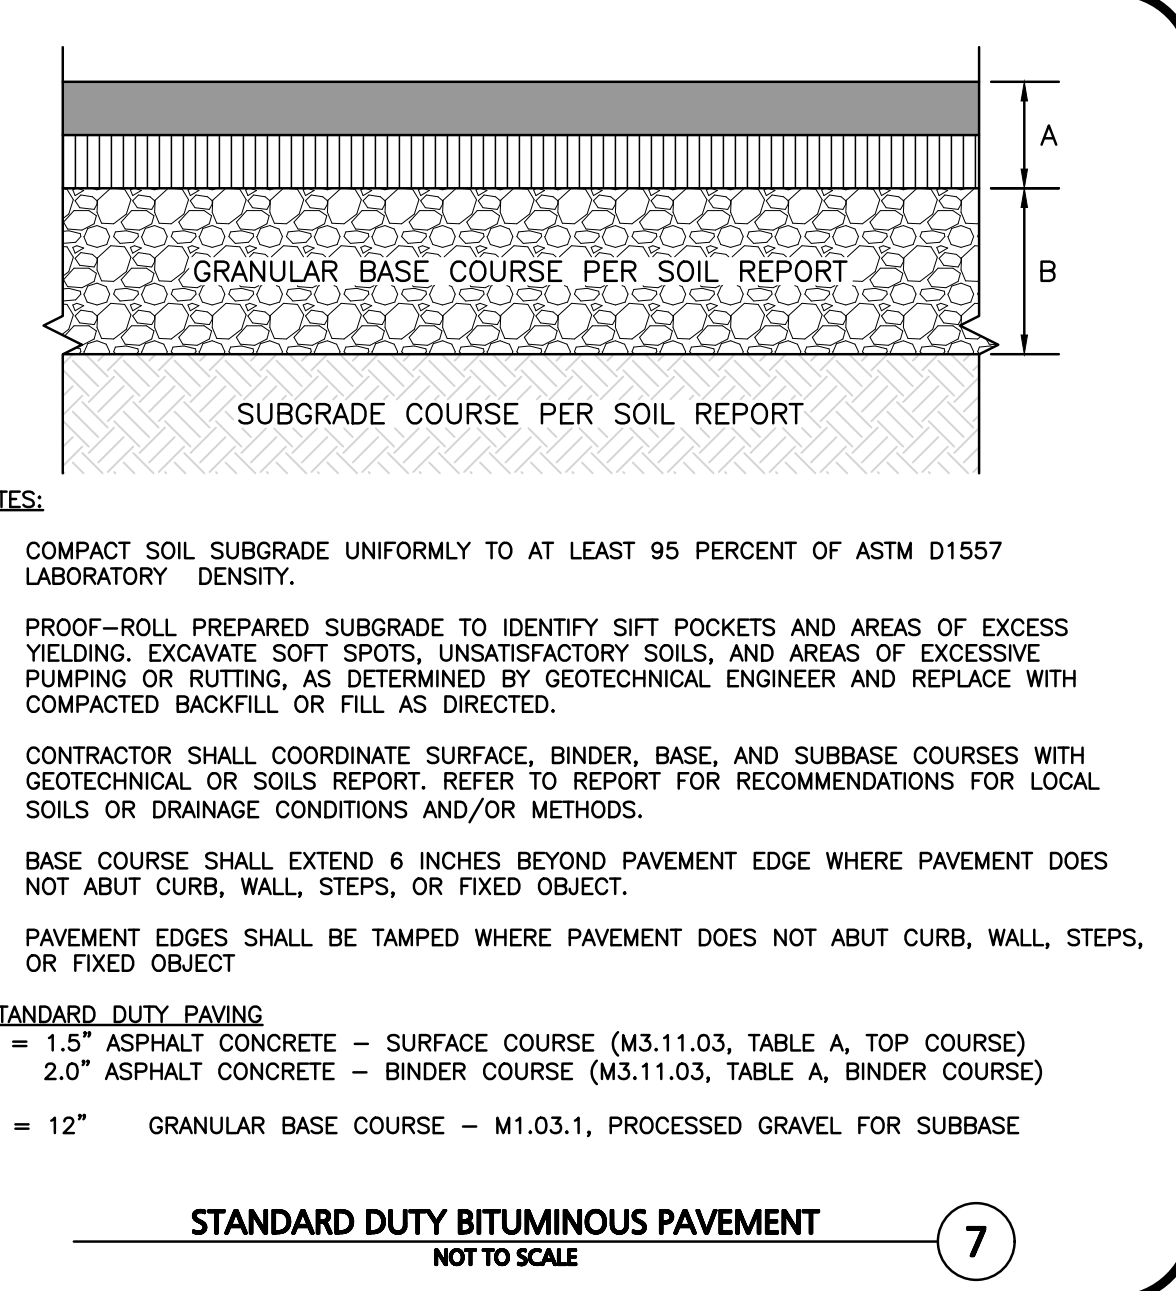 A
GRANULAR BASE COURSE PER SOIL REPORT
B
SUBGRADE COURSE PER SOIL REPORT
TES:
COMPACT SOIL SUBGRADE UNIFORMLY TO AT LEAST 95 PERCENT OF ASTM D1557
LABORATORY DENSITY.
PROOF-ROLL PREPARED SUBGRADE TO IDENTIFY SIFT POCKETS AND AREAS OF EXCESS
YIELDING. EXCAVATE SOFT SPOTS, UNSATISFACTORY SOILS, AND AREAS OF EXCESSIVE
PUMPING OR RUTTING, AS DETERMINED BY GEOTECHNICAL ENGINEER AND REPLACE WITH
COMPACTED BACKFILL OR FILL AS DIRECTED.
CONTRACTOR SHALL COORDINATE SURFACE, BINDER, BASE, AND SUBBASE COURSES WITH
GEOTECHNICAL OR SOILS REPORT. REFER TO REPORT FOR RECOMMENDATIONS FOR LOCAL
SOILS OR DRAINAGE CONDITIONS AND/OR METHODS.
BASE COURSE SHALL EXTEND 6 INCHES BEYOND PAVEMENT EDGE WHERE PAVEMENT DOES
NOT ABUT CURB, WALL, STEPS, OR FIXED OBJECT.
PAVEMENT EDGES SHALL BE TAMPED WHERE PAVEMENT DOES NOT ABUT CURB, WALL, STEPS,
OR FIXED OBJECT
TANDARD DUTY PAVING
= 1.5" ASPHALT CONCRETE - SURFACE COURSE (M3.11.03, TABLE A, TOP COURSE)
2.0" ASPHALT CONCRETE - BINDER COURSE (M3.11.03, TABLE A, BINDER COURSE)
= 12" GRANULAR BASE COURSE - M1.03.1, PROCESSED GRAVEL FOR SUBBASE
STANDARD DUTY BITUMINOUS PAVEMENT
7
NOT TO SCALE